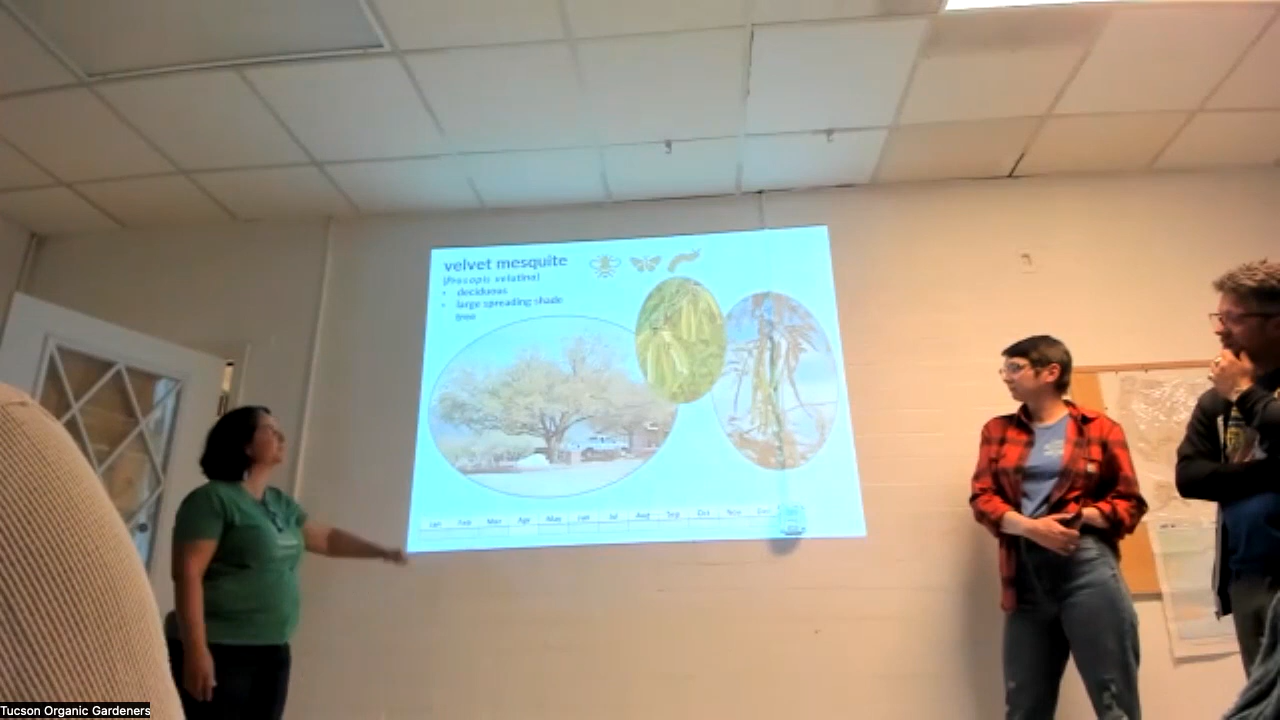 velvet mesquite
(Prosopis velutina)
• deciduous
• large spreading shade
tree
Jan Feb Mar Apr May Jun Jul Aug Sep Oct Nov Dec
Tucson Organic Gardeners